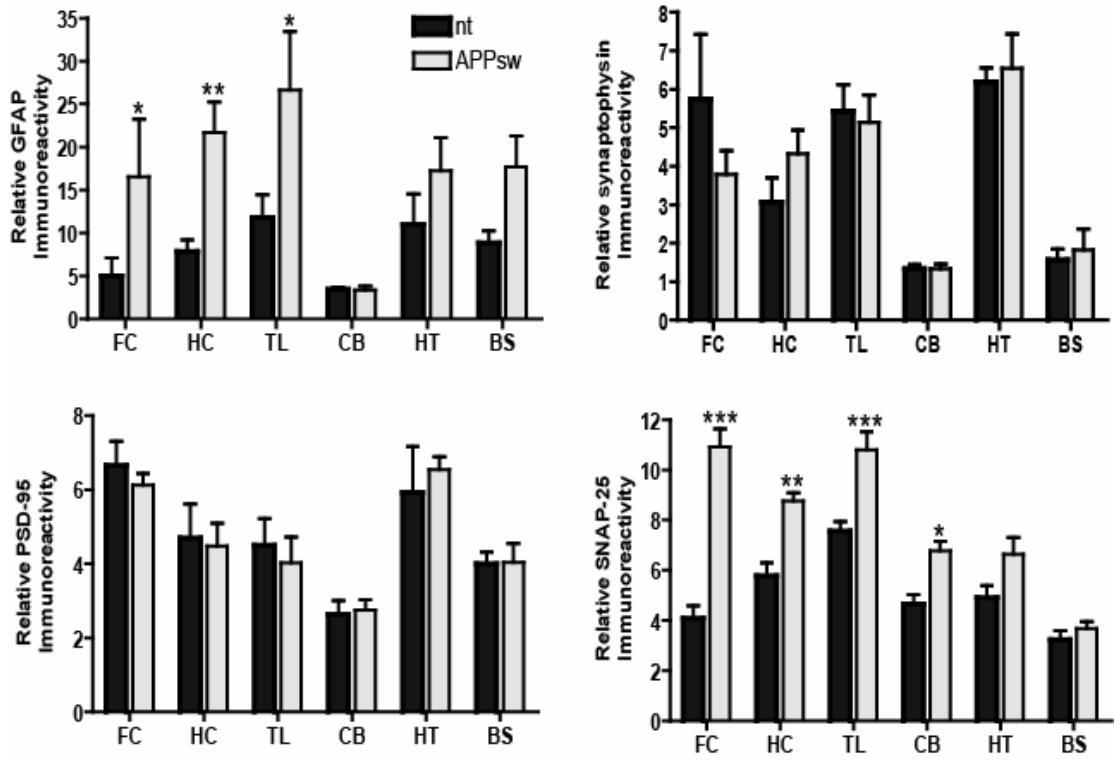 35
30
25
20
15
10
5
0
Relative GFAP
Immunoreactivity
*
**
*
nt
APPsw
FC HC TL CB HT BS
8
7
6
5
4
3
2
1
0
Relative synaptophysin
Immunoreactivity
FC HC TL CB HT BS
8
6
4
2
0
Relative PSD-95
Immunoreactivity
FC HC TL CB HT BS
12
10
8
6
4
2
0
Relative SNAP-25
Immunoreactivity
***
**
***
*
FC HC TL CB HT BS